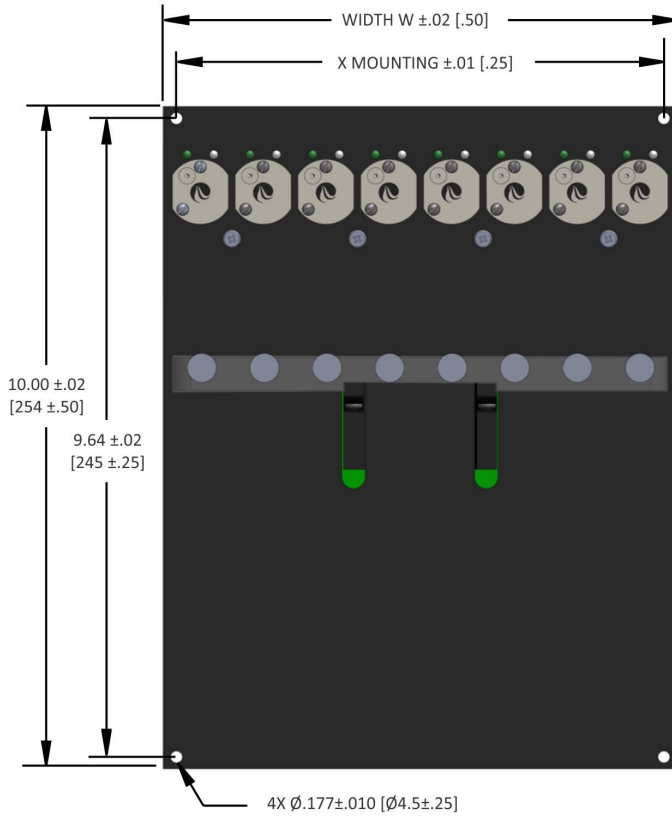 WIDTH W ±.02 [.50]
X MOUNTING ±.01 [.25]
10.00 ±.02
[254 ±.50]
9.64 ±.02
[245 ±.25]
4X Ø.177±.010 [Ø4.5±.25]